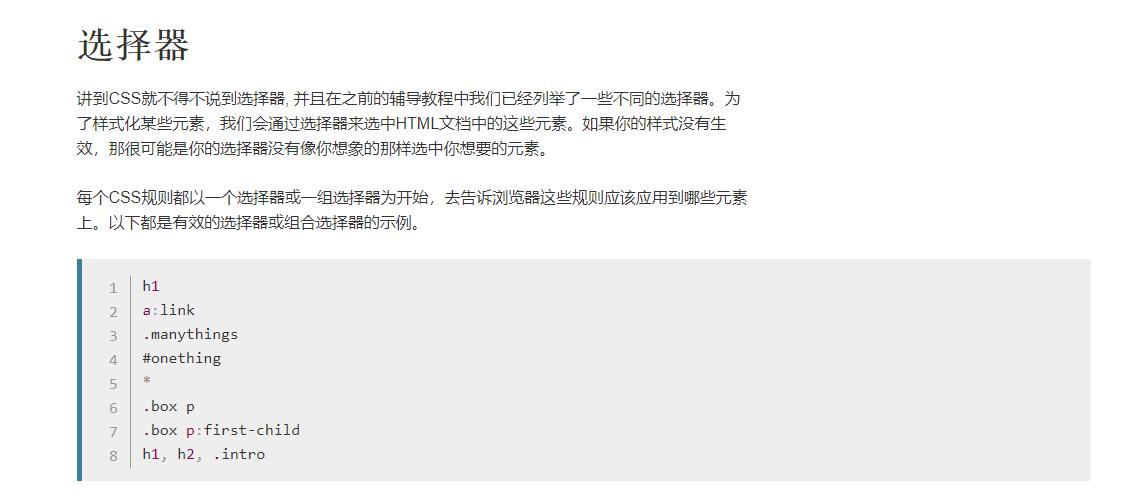 选择器
讲到CSS就不得不说到选择器, 并且在之前的辅导教程中我们已经列举了一些不同的选择器。为
了样式化某些元素，我们会通过选择器来选中HTML文档中的这些元素。如果你的样式没有生
效，那很可能是你的选择器没有像你想象的那样选中你想要的元素。
每个CSS规则都以一个选择器或一组选择器为开始，去告诉浏览器这些规则应该应用到哪些元素
上。以下都是有效的选择器或组合选择器的示例。
1 h1
2 a:link
3 .manythings
4 #onething
5 *
6 .box p
7 .box p:first-child
8 h1, h2, .intro